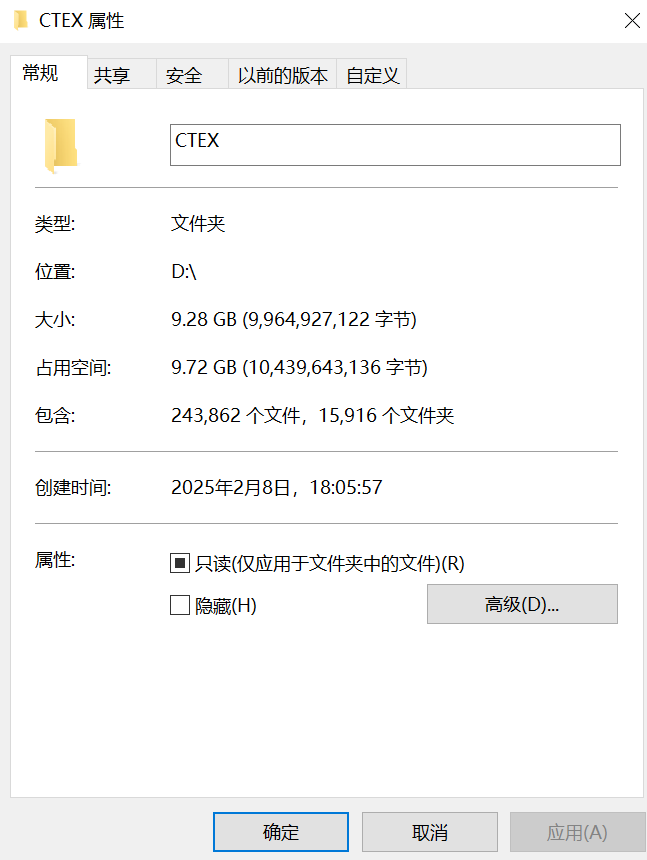 CTEX 属性
常规 共享 安全 以前的版本 自定义
CTEX
类型: 文件夹
位置: D:\
大小: 9.28 GB (9,964,927,122 字节)
占用空间: 9.72 GB (10,439,643,136 字节)
包含: 243,862 个文件，15,916 个文件夹
创建时间: 2025年2月8日，18:05:57
属性: 只读(仅应用于文件夹中的文件)(R)
隐藏(H) 高级(D)...
确定 取消 应用(A)